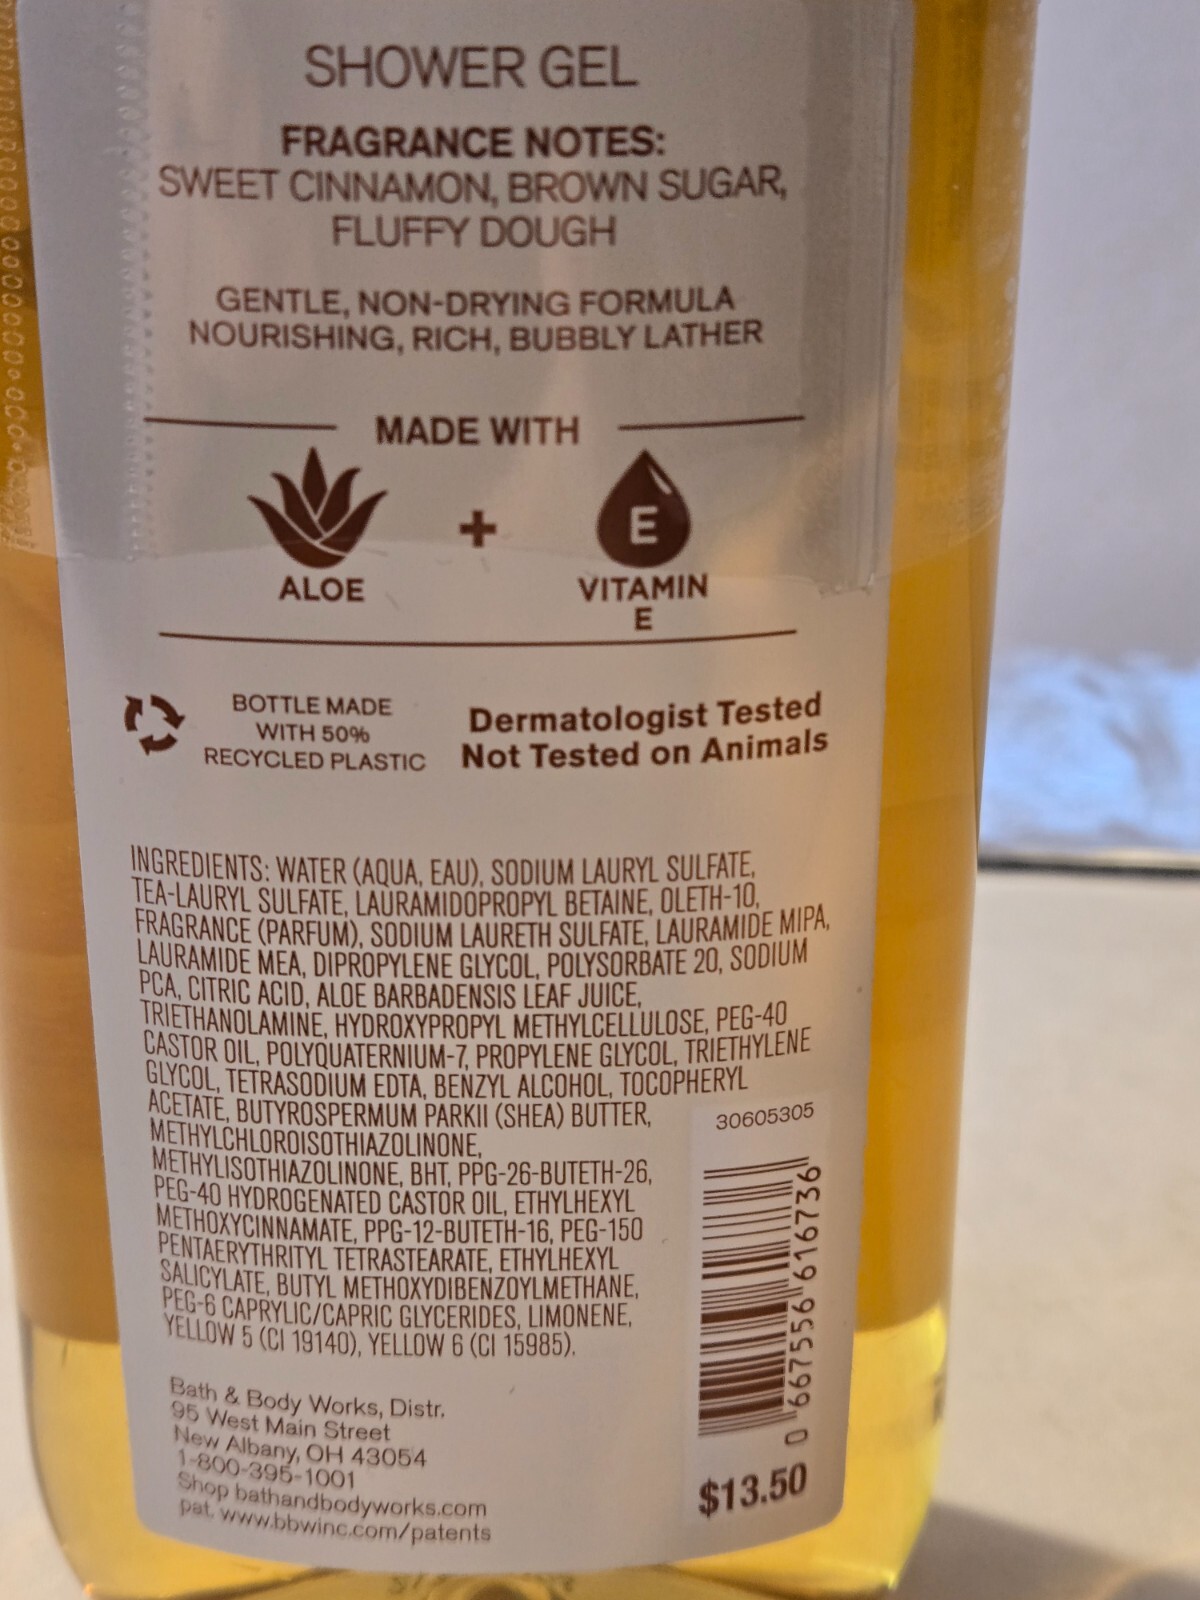 SHOWER GEL
FRAGRANCE NOTES:
SWEET CINNAMON, BROWN SUGAR,
FLUFFY DOUGH
GENTLE, NON-DRYING FORMULA
NOURISHING, RICH, BUBBLY LATHER
MADE WITH
ALOE
+
E
VITAMIN
E
BOTTLE MADE
WITH 50%
RECYCLED PLASTIC
Dermatologist Tested
Not Tested on Animals
INGREDIENTS: WATER (AQUA, EAU), SODIUM LAURYL SULFATE,
TEA-LAURYL SULFATE, LAURAMIDOPROPYL BETAINE, OLETH-10,
FRAGRANCE (PARFUM), SODIUM LAURETH SULFATE, LAURAMIDE MIPA,
LAURAMIDE MEA, DIPROPYLENE GLYCOL, POLYSORBATE 20, SODIUM
PCA, CITRIC ACID, ALOE BARBADENSIS LEAF JUICE,
TRIETHANOLAMINE, HYDROXYPROPYL METHYLCELLULOSE, PEG-40
CASTOR OIL, POLYQUATERNIUM-7, PROPYLENE GLYCOL, TRIETHYLENE
GLYCOL, TETRASODIUM EDTA, BENZYL ALCOHOL, TOCOPHERYL
ACETATE, BUTYROSPERMUM PARKII (SHEA) BUTTER,
METHYLCHLOROISOTHIAZOLINONE,
METHYLISOTHIAZOLINONE, BHT, PPG-26-BUTETH-26,
PEG-40 HYDROGENATED CASTOR OIL, ETHYLHEXYL
METHOXYCINNAMATE, PPG-12-BUTETH-16, PEG-150
PENTAERYTHRITYL TETRASTEARATE, ETHYLHEXYL
SALICYLATE, BUTYL METHOXYDIBENZOYLMETHANE,
PEG-6 CAPRYLIC/CAPRIC GLYCERIDES, LIMONENE,
YELLOW 5 (CI 19140), YELLOW 6 (CI 15985).
30605305
0 667556 616736
$13.50
Bath & Body Works, Distr.
95 West Main Street
New Albany, OH 43054
1-800-395-1001
Shop bathandbodyworks.com
pat. www.bbwinc.com/patents